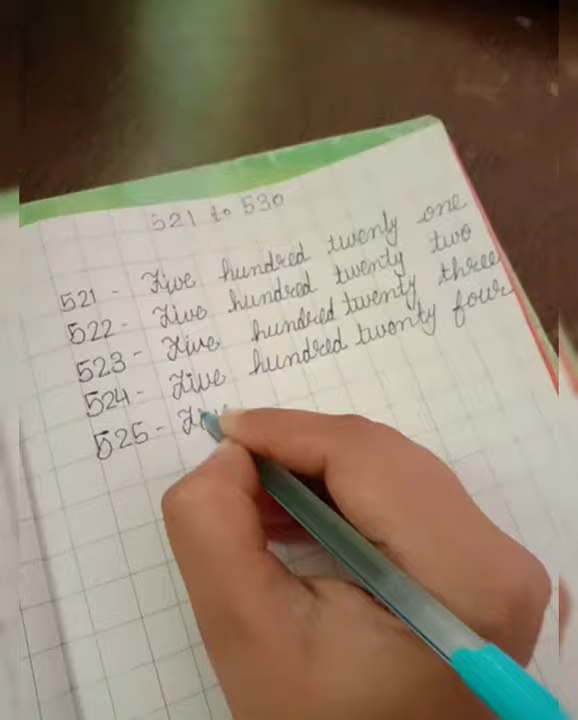 521 to 530
521 - Five hundred twenty one
522 - Five hundred twenty two
523 - Five hundred twenty three
524 - Five hundred twenty four
525 - Fiv